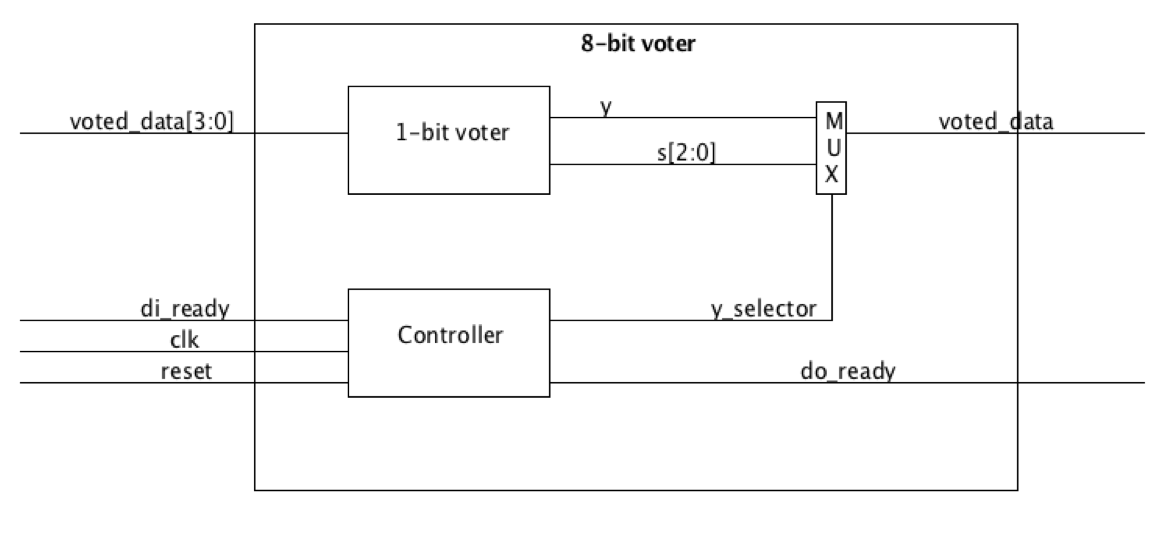 8-bit voter
voted_data[3:0]
1-bit voter
y
s[2:0]
M
U
X
voted_data
di_ready
clk
reset
Controller
y_selector
do_ready